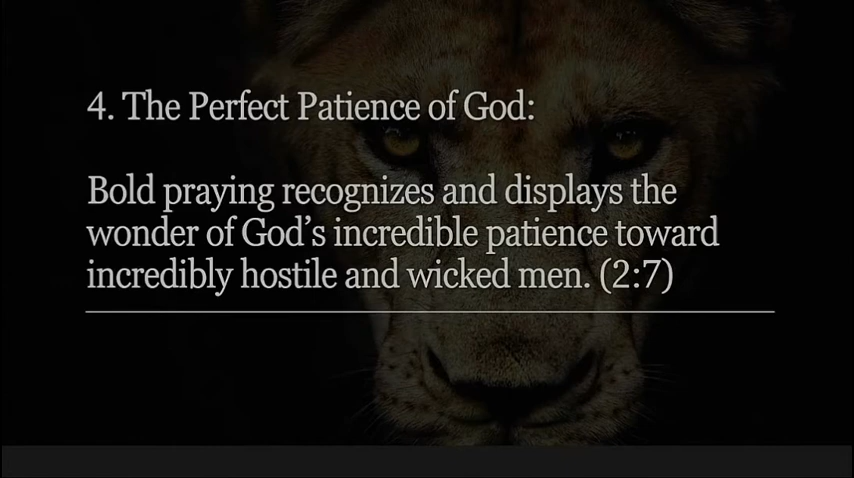 4. The Perfect Patience of God:
Bold praying recognizes and displays the
wonder of God’s incredible patience toward
incredibly hostile and wicked men. (2:7)